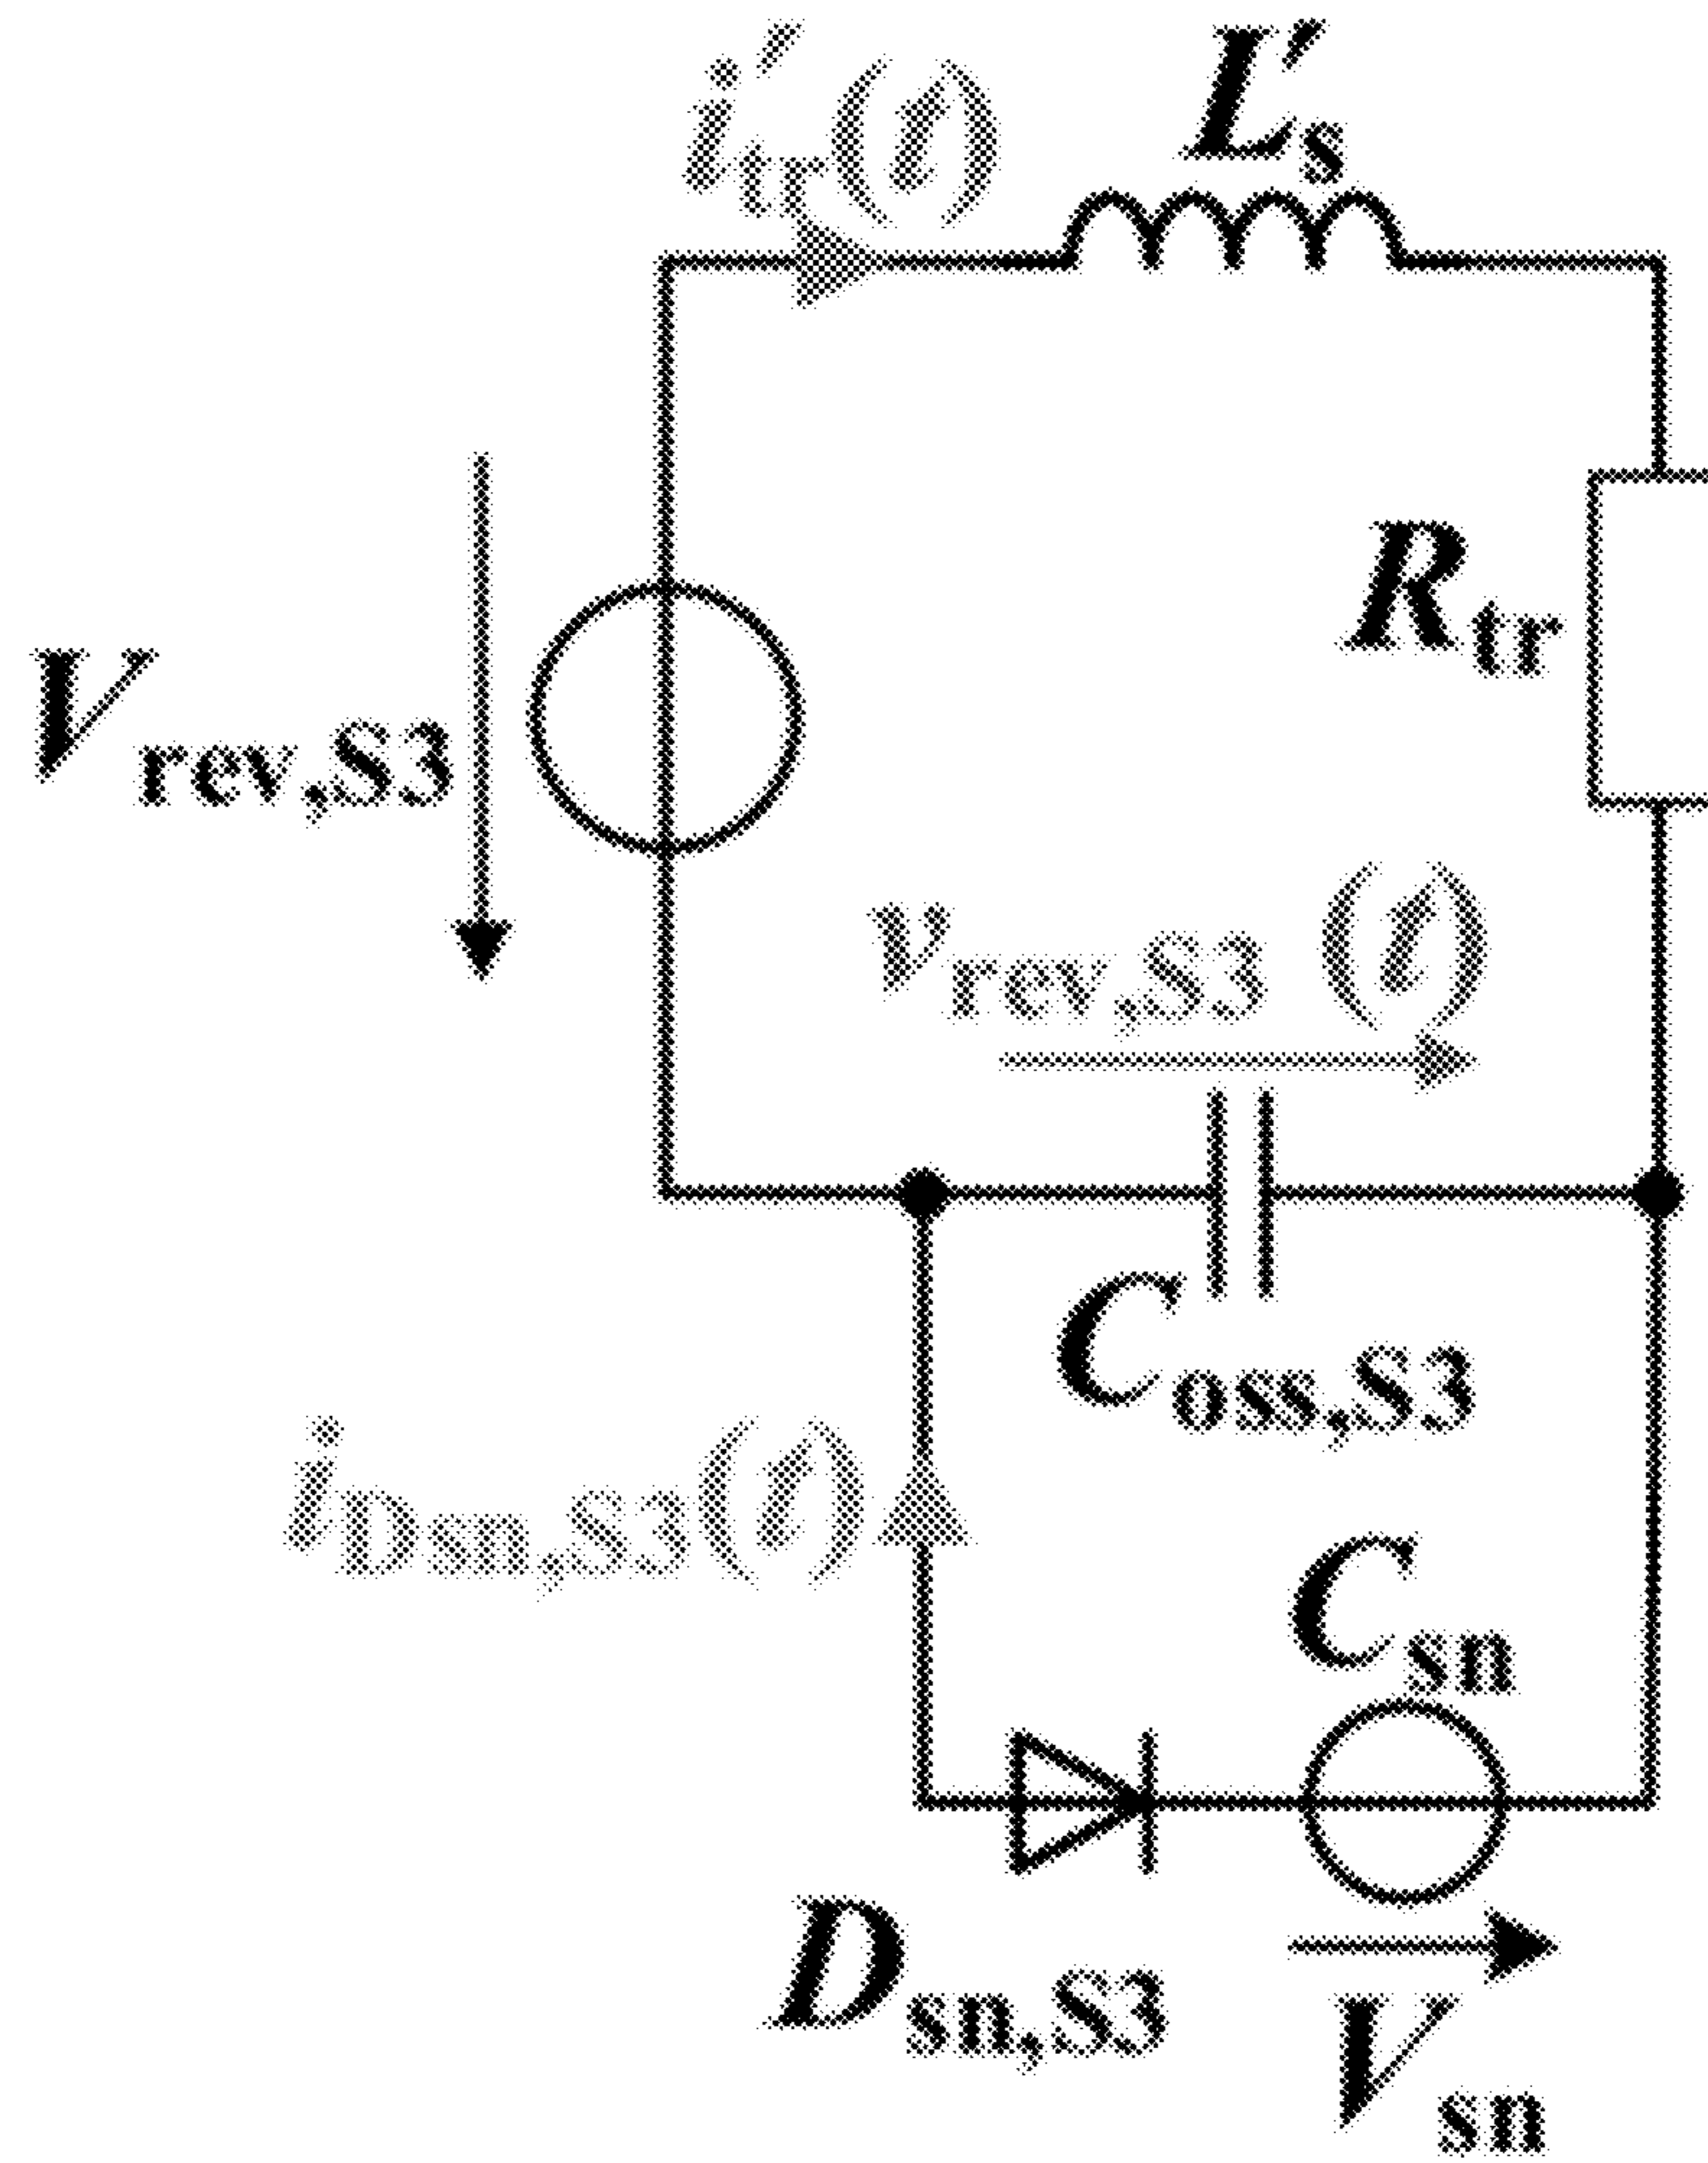 i′tr(t)
L′s
Rtr
Vrev,S3
vrev,S3 (t)
Coss,S3
iDsn,S3(t)
Csn
Dsn,S3
Vsn